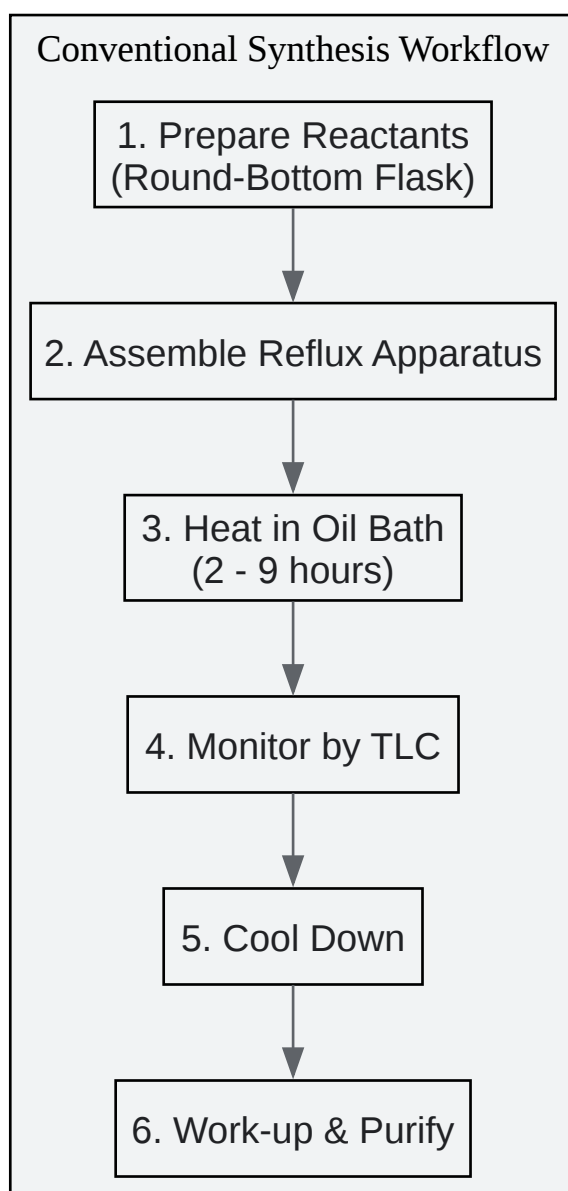 Conventional Synthesis Workflow
1. Prepare Reactants
(Round-Bottom Flask)
2. Assemble Reflux Apparatus
3. Heat in Oil Bath
(2 - 9 hours)
4. Monitor by TLC
5. Cool Down
6. Work-up & Purify